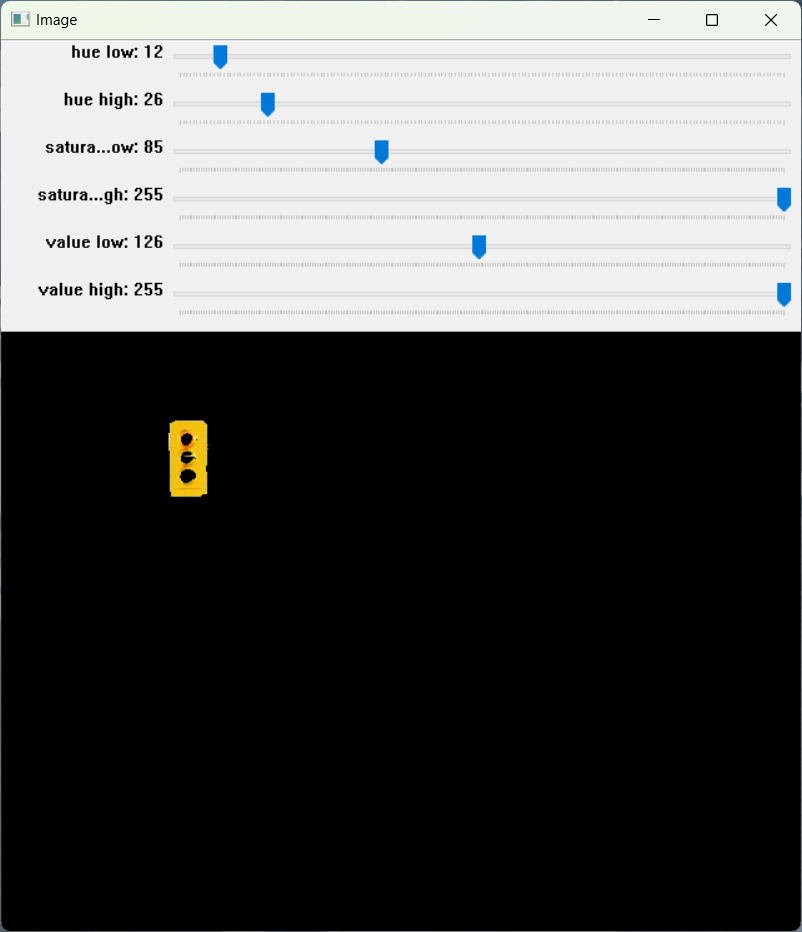 Image
hue low: 12
hue high: 26
satura...ow: 85
satura...gh: 255
value low: 126
value high: 255